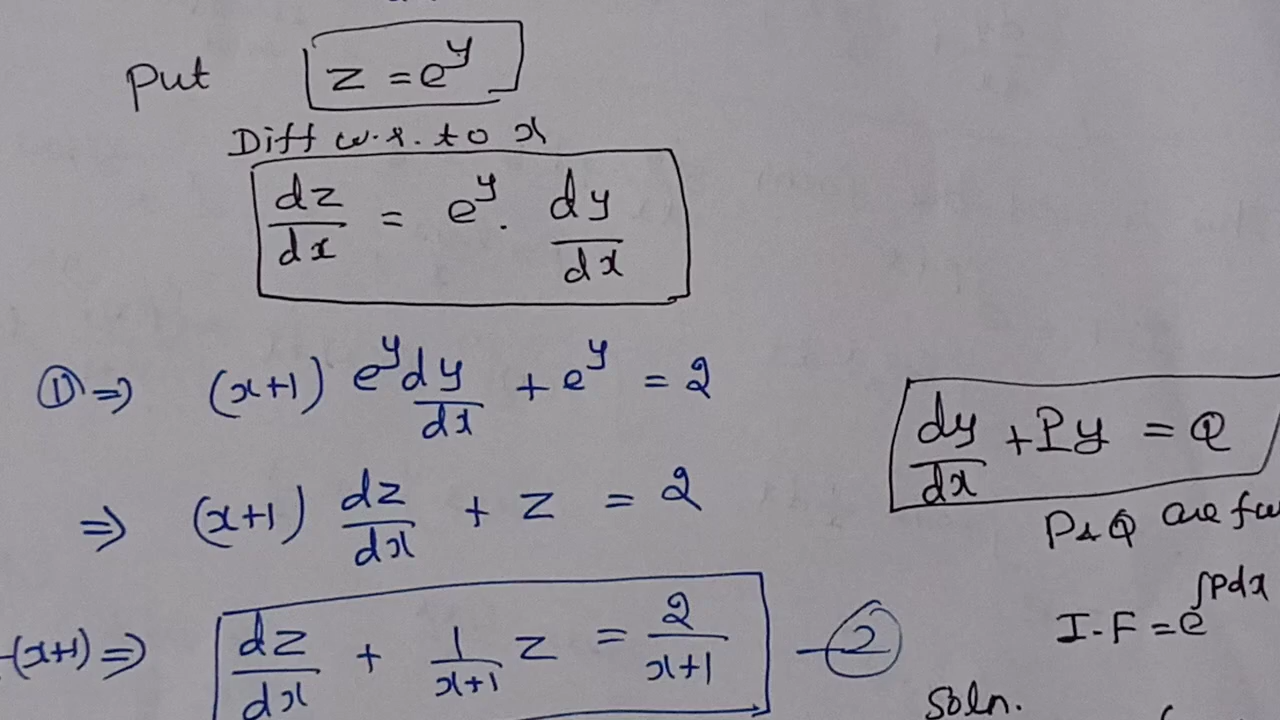 Put z = e^y
Diff w.r. to x
dz/dx = e^y . dy/dx
① ⇒ (x+1) e^y dy/dx + e^y = 2
⇒ (x+1) dz/dx + z = 2
÷(x+1) ⇒ dz/dx + 1/(x+1) z = 2/(x+1) — ②
dy/dx + Py = Q
P & Q are
I.F = e^∫Pdx
Soln.